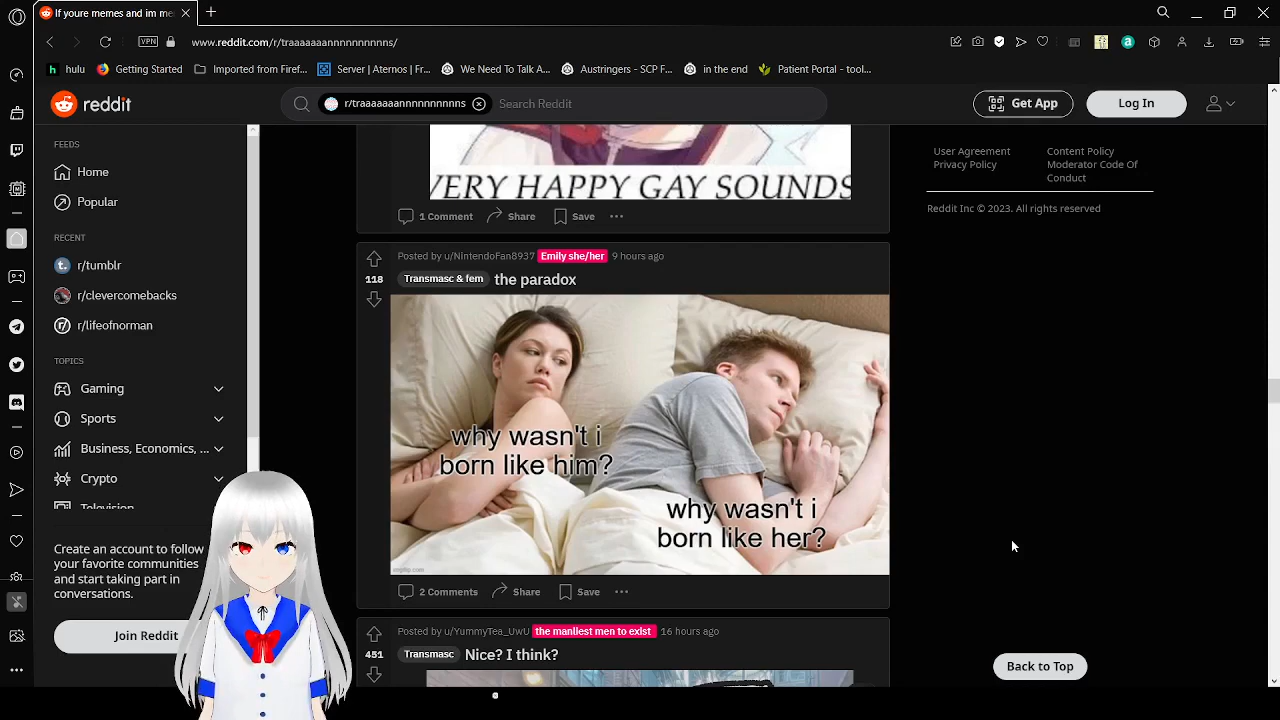 If youre memes and im me
VPN
www.reddit.com/r/traaaaaaannnnnnnnnns/
hulu
Getting Started
Imported from Firef...
Server | Aternos | Fr...
We Need To Talk A...
Austringers - SCP F...
in the end
Patient Portal - tool...
reddit
r/traaaaaaannnnnnnnnns
Search Reddit
Get App
Log In
FEEDS
Home
Popular
RECENT
r/tumblr
r/clevercomebacks
r/lifeofnorman
TOPICS
Gaming
Sports
Business, Economics, ...
Crypto
Television
Create an account to follow
your favorite communities
and start taking part in
conversations.
Join Reddit
VERY HAPPY GAY SOUNDS
1 Comment
Share
Save
Posted by u/NintendoFan8937 Emily she/her 9 hours ago
118
Transmasc & fem the paradox
why wasn't i
born like him?
why wasn't i
born like her?
imgflip.com
2 Comments
Share
Save
Posted by u/YummyTea_UwU the manliest men to exist 16 hours ago
451
Transmasc Nice? I think?
User Agreement
Privacy Policy
Content Policy
Moderator Code Of
Conduct
Reddit Inc © 2023. All rights reserved
Back to Top